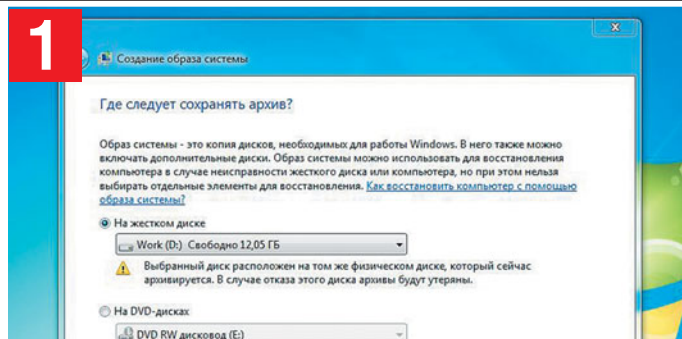 1
Создание образа системы
Где следует сохранять архив?
Образ системы - это копия дисков, необходимых для работы Windows. В него также можно
включать дополнительные диски. Образ системы можно использовать для восстановления
компьютера в случае неисправности жесткого диска или компьютера, но при этом нельзя
выбирать отдельные элементы для восстановления. Как восстановить компьютер с помощью
образа системы?
На жестком диске
Work (D:) Свободно 12,05 ГБ
Выбранный диск расположен на том же физическом диске, который сейчас
архивируется. В случае отказа этого диска архивы будут утеряны.
На DVD-дисках
DVD RW дисковод (E:)